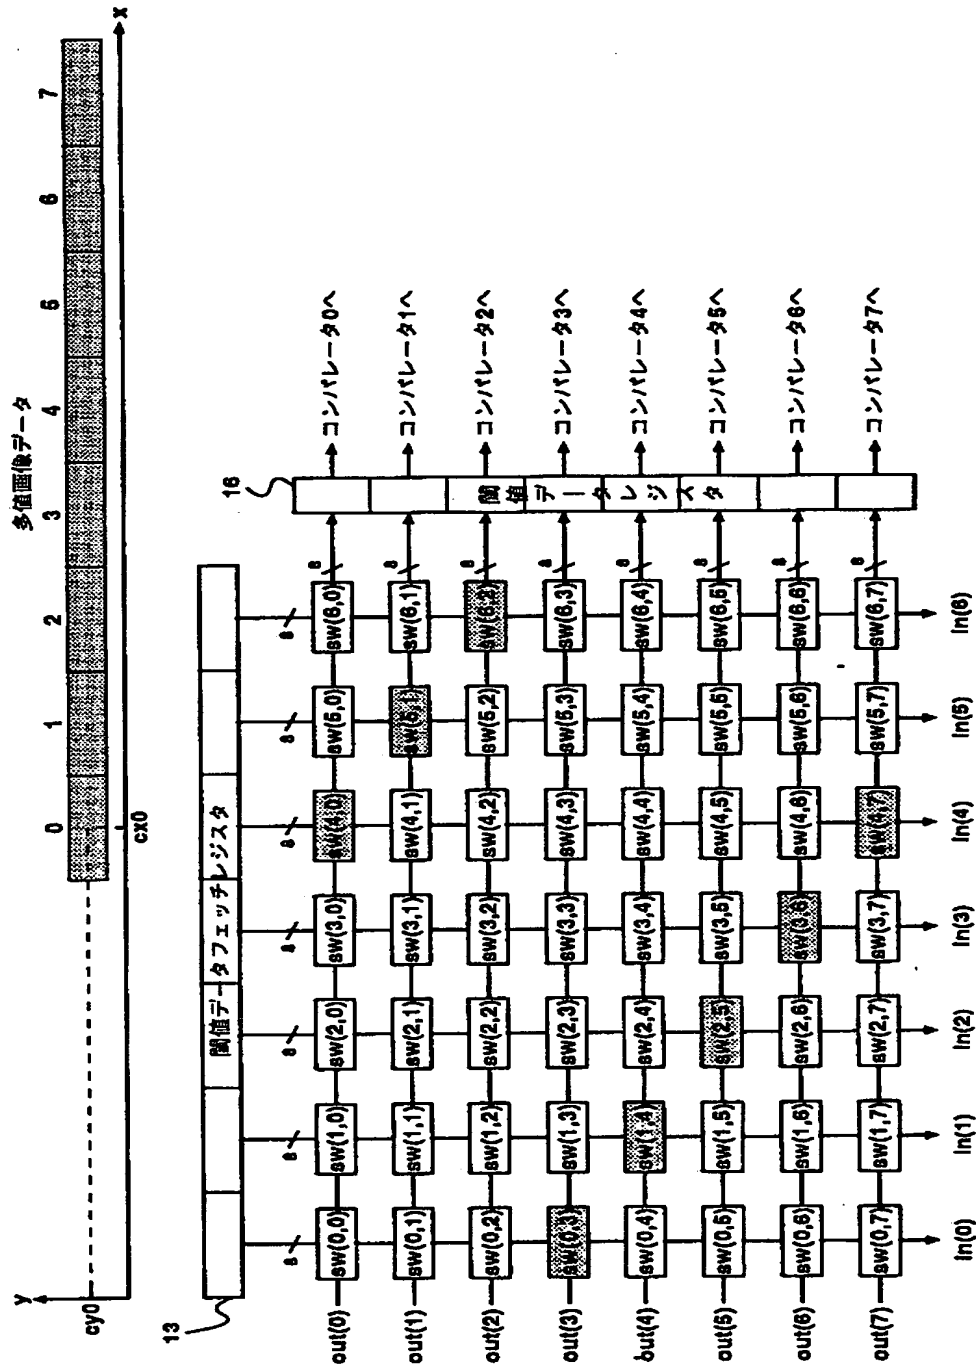 多値画像データ
0 1 2 3 4 5 6 7
y
cy0
cx0
x
13
閾値データフェッチレジスタ
8 8 8 8 8 8 8
16
閾値データレジスタ
out(0) sw(0,0) sw(1,0) sw(2,0) sw(3,0) sw(4,0) sw(5,0) sw(6,0) 8 コンパレータ0へ
out(1) sw(0,1) sw(1,1) sw(2,1) sw(3,1) sw(4,1) sw(5,1) sw(6,1) 8 コンパレータ1へ
out(2) sw(0,2) sw(1,2) sw(2,2) sw(3,2) sw(4,2) sw(5,2) sw(6,2) 8 コンパレータ2へ
out(3) sw(0,3) sw(1,3) sw(2,3) sw(3,3) sw(4,3) sw(5,3) sw(6,3) 8 コンパレータ3へ
out(4) sw(0,4) sw(1,4) sw(2,4) sw(3,4) sw(4,4) sw(5,4) sw(6,4) 8 コンパレータ4へ
out(5) sw(0,5) sw(1,5) sw(2,5) sw(3,5) sw(4,5) sw(5,5) sw(6,5) 8 コンパレータ5へ
out(6) sw(0,6) sw(1,6) sw(2,6) sw(3,6) sw(4,6) sw(5,6) sw(6,6) 8 コンパレータ6へ
out(7) sw(0,7) sw(1,7) sw(2,7) sw(3,7) sw(4,7) sw(5,7) sw(6,7) 8 コンパレータ7へ
in(0) in(1) in(2) in(3) in(4) in(5) in(6)